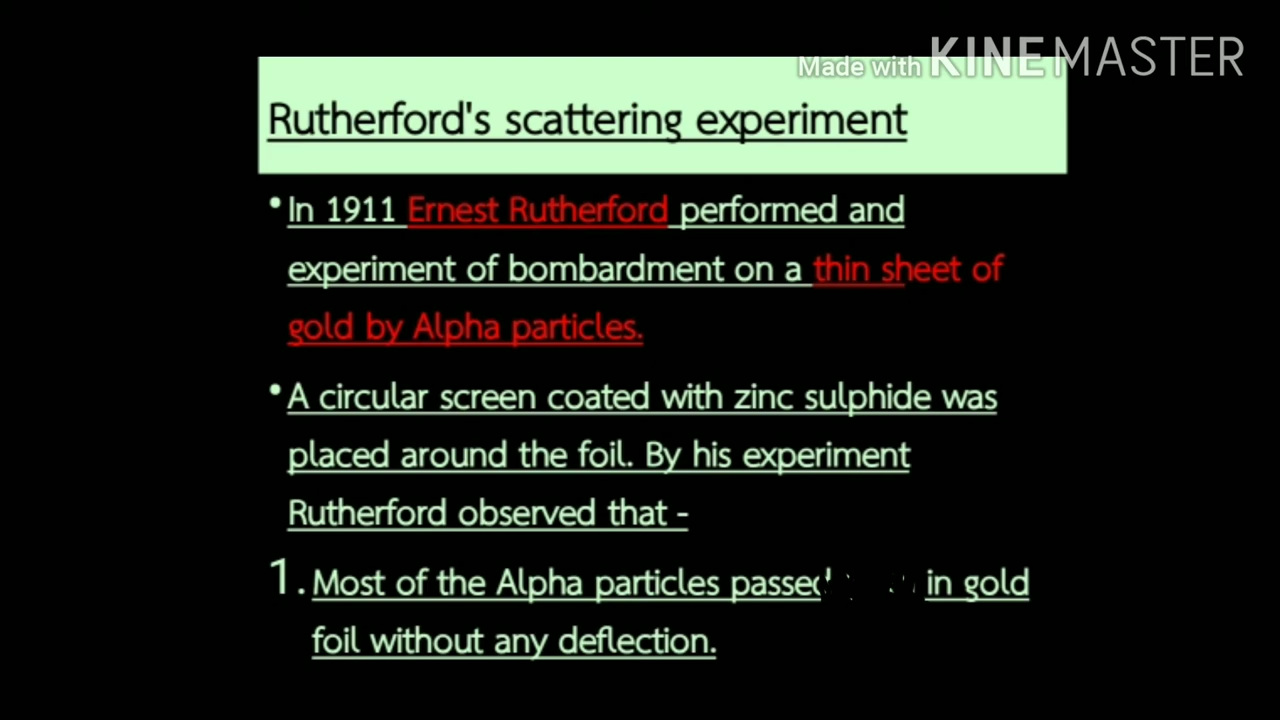 Made with KINEMASTER
Rutherford's scattering experiment
•In 1911 Ernest Rutherford performed and
experiment of bombardment on a thin sheet of
gold by Alpha particles.
•A circular screen coated with zinc sulphide was
placed around the foil. By his experiment
Rutherford observed that -
1. Most of the Alpha particles passed in gold
foil without any deflection.